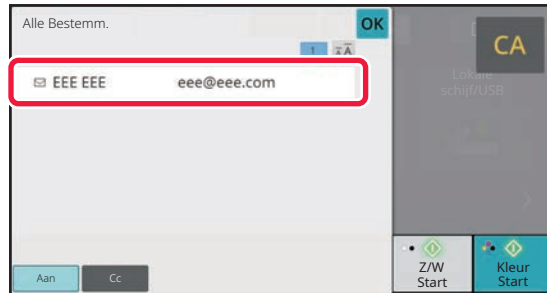 Alle Bestemm.
OK
1
CA
EEE EEE eee@eee.com
Lokale
schijf/USB
Aan
Cc
Z/W
Start
Kleur
Start